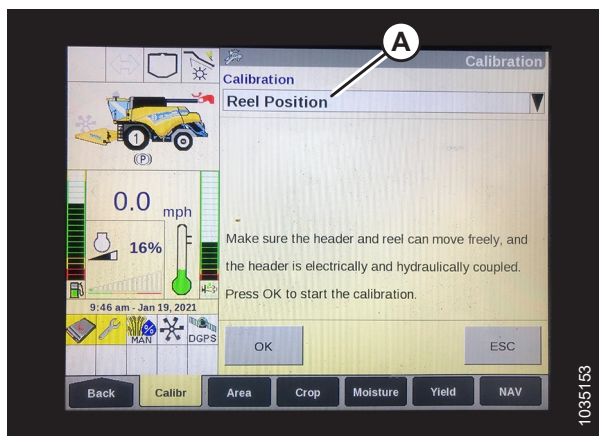 A
Calibration
Calibration
Reel Position
1
(P)
0.0 mph
16%
Make sure the header and reel can move freely, and
the header is electrically and hydraulically coupled.
Press OK to start the calibration.
9:46 am - Jan 19, 2021
MAN
DGPS
OK
ESC
Back
Calibr
Area
Crop
Moisture
Yield
NAV
1035153